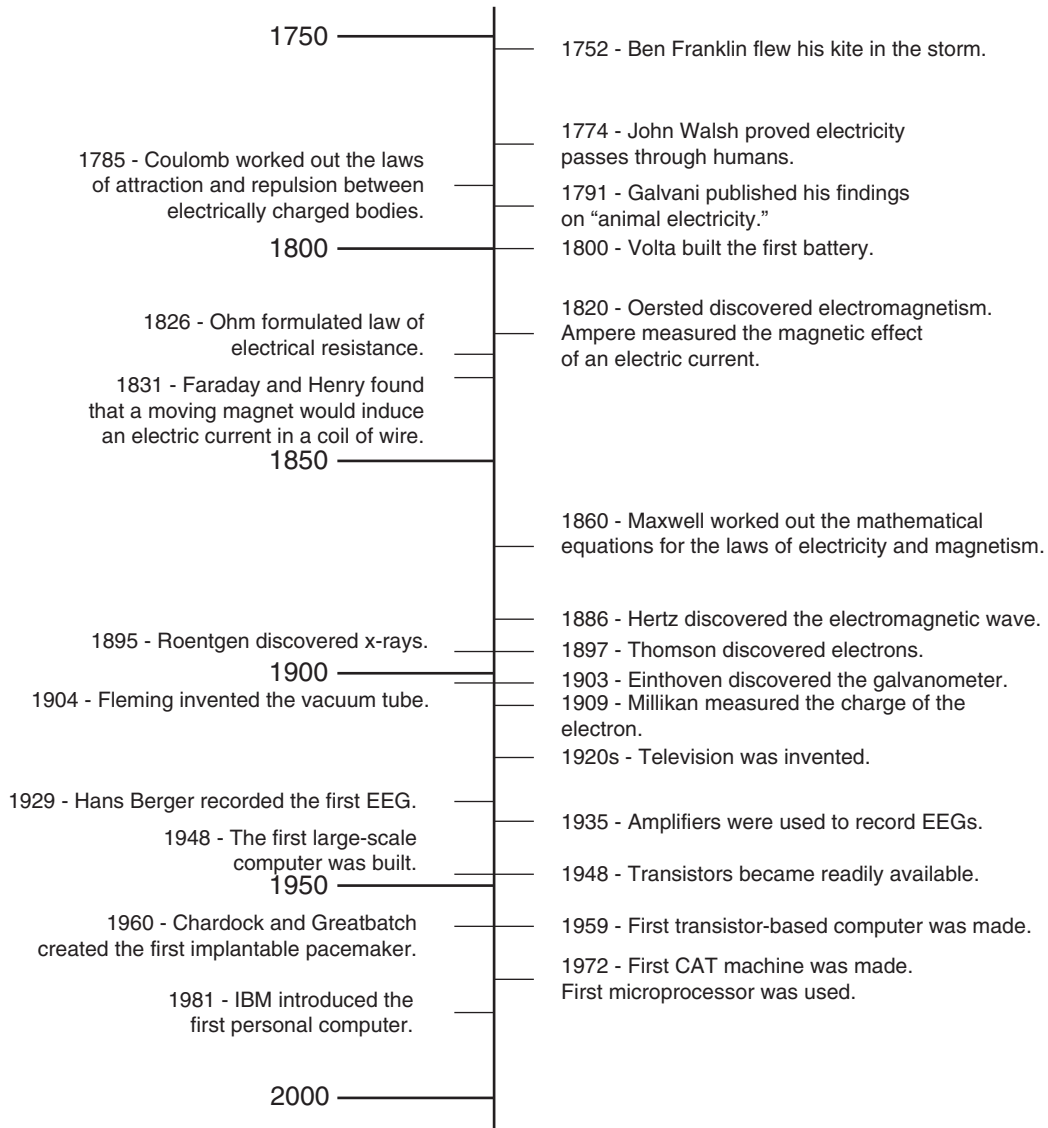 1750
1752 - Ben Franklin flew his kite in the storm.
1774 - John Walsh proved electricity
passes through humans.
1785 - Coulomb worked out the laws
of attraction and repulsion between
electrically charged bodies.
1791 - Galvani published his findings
on “animal electricity.”
1800
1800 - Volta built the first battery.
1820 - Oersted discovered electromagnetism.
Ampere measured the magnetic effect
of an electric current.
1826 - Ohm formulated law of
electrical resistance.
1831 - Faraday and Henry found
that a moving magnet would induce
an electric current in a coil of wire.
1850
1860 - Maxwell worked out the mathematical
equations for the laws of electricity and magnetism.
1886 - Hertz discovered the electromagnetic wave.
1895 - Roentgen discovered x-rays.
1897 - Thomson discovered electrons.
1900
1903 - Einthoven discovered the galvanometer.
1904 - Fleming invented the vacuum tube.
1909 - Millikan measured the charge of the
electron.
1920s - Television was invented.
1929 - Hans Berger recorded the first EEG.
1935 - Amplifiers were used to record EEGs.
1948 - The first large-scale
computer was built.
1948 - Transistors became readily available.
1950
1960 - Chardock and Greatbatch
created the first implantable pacemaker.
1959 - First transistor-based computer was made.
1972 - First CAT machine was made.
First microprocessor was used.
1981 - IBM introduced the
first personal computer.
2000